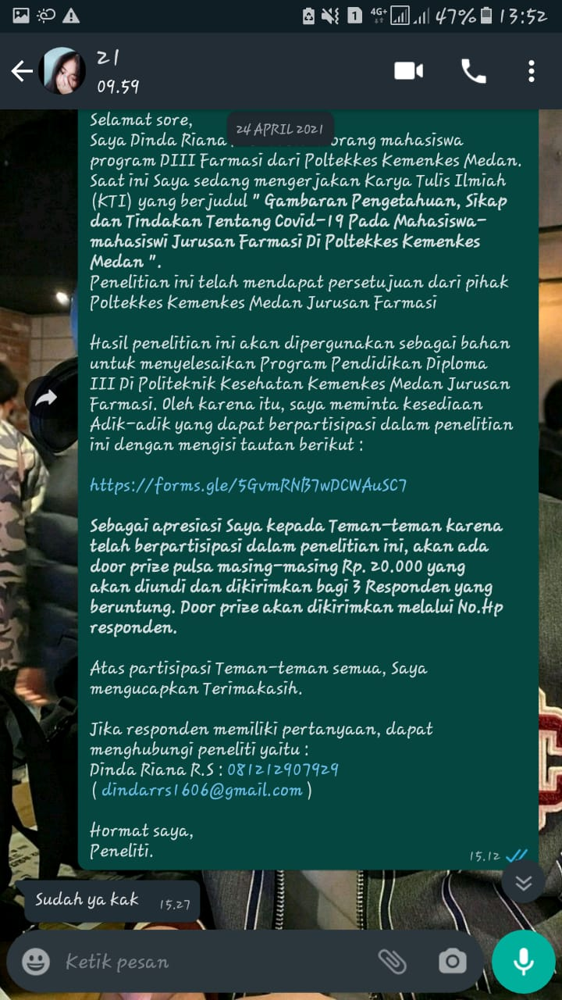 4G+ 1 47% 13:52
21
09.59
Selamat sore,
24 APRIL 2021
Saya Dinda Riana orang mahasiswa
program DIII Farmasi dari Poltekkes Kemenkes Medan.
Saat ini Saya sedang mengerjakan Karya Tulis Ilmiah
(KTI) yang berjudul " Gambaran Pengetahuan, Sikap
dan Tindakan Tentang Covid-19 Pada Mahasiswa-
mahasiswi Jurusan Farmasi Di Poltekkes Kemenkes
Medan ".
Penelitian ini telah mendapat persetujuan dari pihak
Poltekkes Kemenkes Medan Jurusan Farmasi
Hasil penelitian ini akan dipergunakan sebagai bahan
untuk menyelesaikan Program Pendidikan Diploma
III Di Politeknik Kesehatan Kemenkes Medan Jurusan
Farmasi. Oleh karena itu, saya meminta kesediaan
Adik-adik yang dapat berpartisipasi dalam penelitian
ini dengan mengisi tautan berikut :
https://forms.gle/5GvmRNB7wDCWAuSC7
Sebagai apresiasi Saya kepada Teman-teman karena
telah berpartisipasi dalam penelitian ini, akan ada
door prize pulsa masing-masing Rp. 20.000 yang
akan diundi dan dikirimkan bagi 3 Responden yang
beruntung. Door prize akan dikirimkan melalui No.Hp
responden.
Atas partisipasi Teman-teman semua, Saya
mengucapkan Terimakasih.
Jika responden memiliki pertanyaan, dapat
menghubungi peneliti yaitu :
Dinda Riana R.S : 081212907929
( dindarrs1606@gmail.com )
Hormat saya,
Peneliti.
15.12
Sudah ya kak 15.27
Ketik pesan